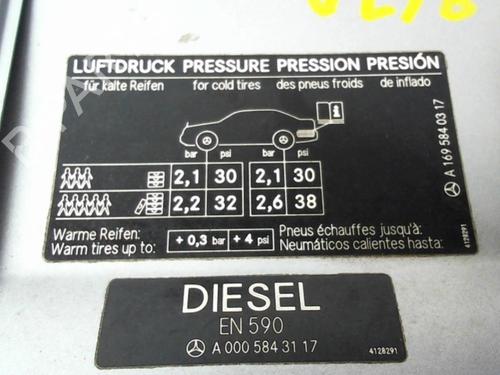 LUFTDRUCK PRESSURE PRESSION PRESIÓN
für kalte Reifen for cold tires des pneus froids de inflado
i
bar psi bar psi
2,1 30 2,1 30
2,2 32 2,6 38
Warme Reifen: Pneus échauffes jusqu'à:
Warm tires up to: + 0,3 bar + 4 psi Neumáticos calientes hasta:
4128291
A 169 584 03 17
DIESEL
EN 590
A 000 584 31 17 4128291